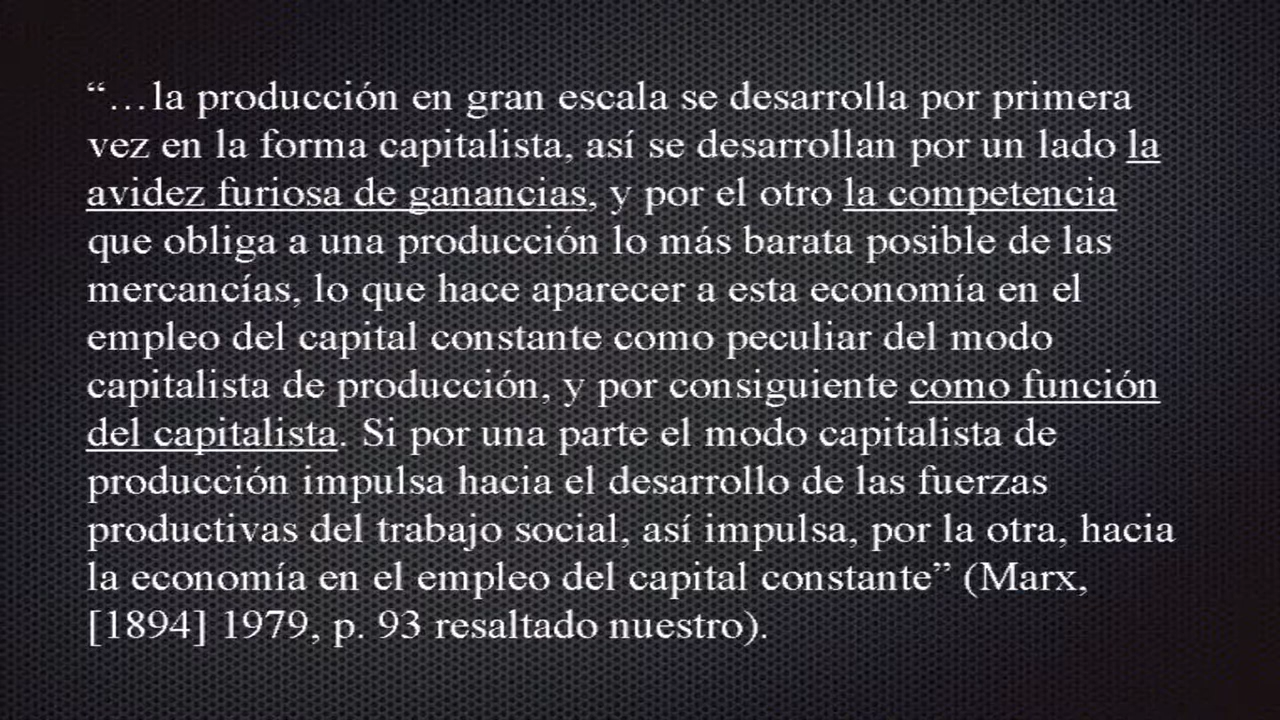 “…la producción en gran escala se desarrolla por primera
vez en la forma capitalista, así se desarrollan por un lado la
avidez furiosa de ganancias, y por el otro la competencia
que obliga a una producción lo más barata posible de las
mercancías, lo que hace aparecer a esta economía en el
empleo del capital constante como peculiar del modo
capitalista de producción, y por consiguiente como función
del capitalista. Si por una parte el modo capitalista de
producción impulsa hacia el desarrollo de las fuerzas
productivas del trabajo social, así impulsa, por la otra, hacia
la economía en el empleo del capital constante” (Marx,
[1894] 1979, p. 93 resaltado nuestro).